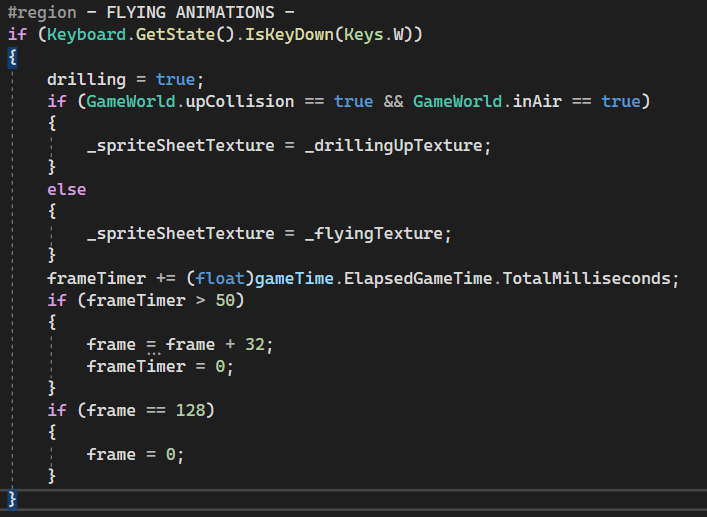 #region - FLYING ANIMATIONS -
if (Keyboard.GetState().IsKeyDown(Keys.W))
{
drilling = true;
if (GameWorld.upCollision == true && GameWorld.inAir == true)
{
_spriteSheetTexture = _drillingUpTexture;
}
else
{
_spriteSheetTexture = _flyingTexture;
}
frameTimer += (float)gameTime.ElapsedGameTime.TotalMilliseconds;
if (frameTimer > 50)
{
frame = frame + 32;
frameTimer = 0;
}
if (frame == 128)
{
frame = 0;
}
}